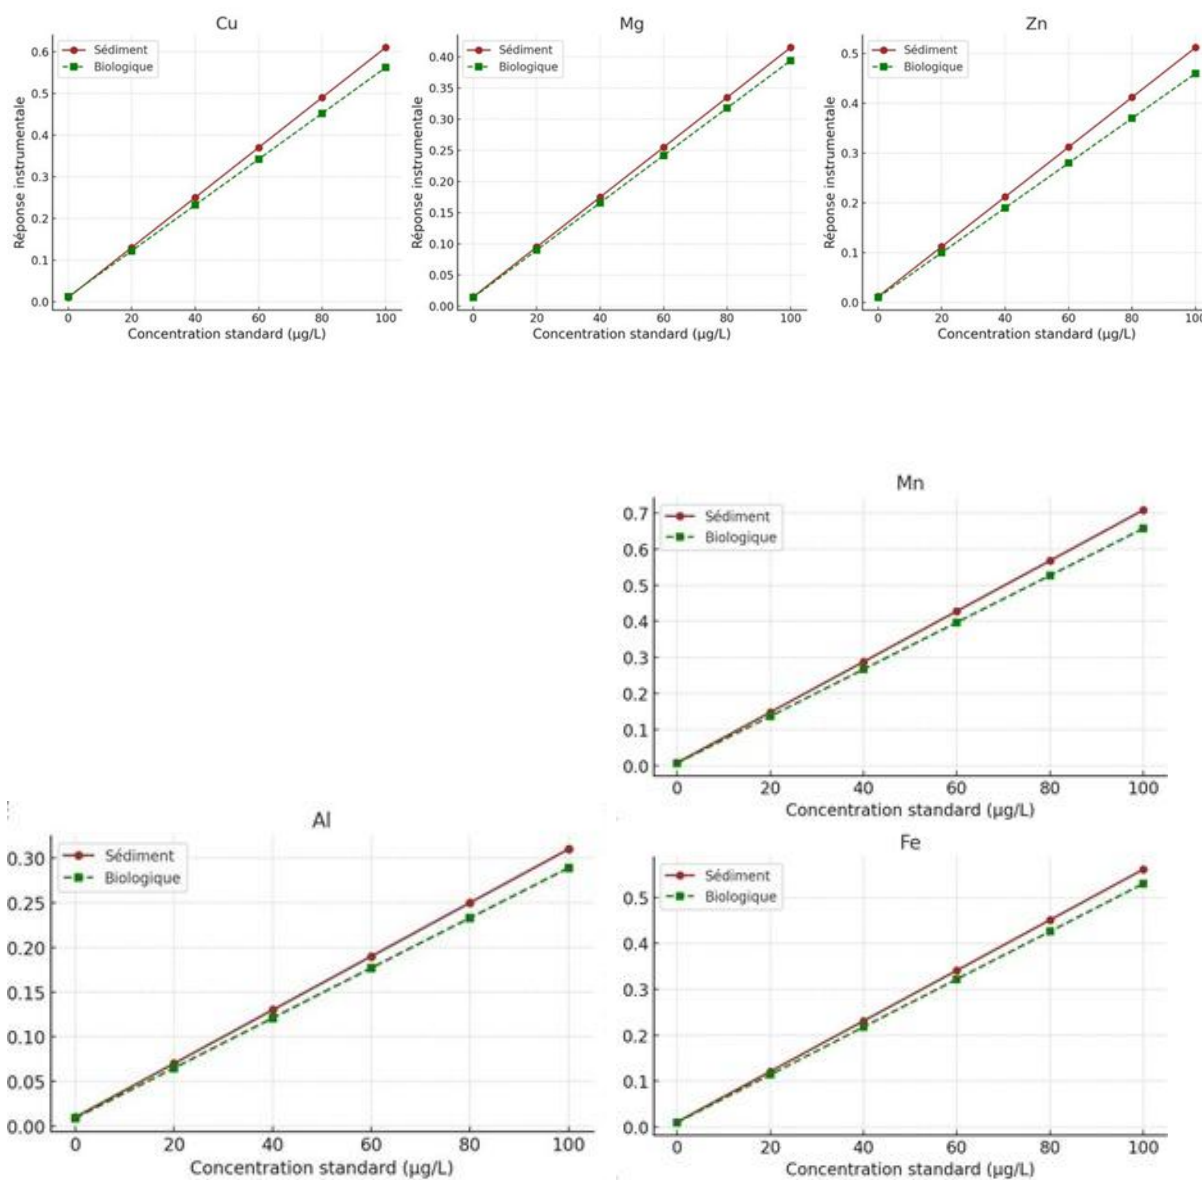 Cu
Sédiment
Biologique
0.6
0.5
0.4
0.3
0.2
0.1
0.0
Réponse instrumentale
0 20 40 60 80 100
Concentration standard (µg/L)
Mg
Sédiment
Biologique
0.40
0.35
0.30
0.25
0.20
0.15
0.10
0.05
0.00
Réponse instrumentale
0 20 40 60 80 100
Concentration standard (µg/L)
Zn
Sédiment
Biologique
0.5
0.4
0.3
0.2
0.1
0.0
Réponse instrumentale
0 20 40 60 80 100
Concentration standard (µg/L)
Mn
Sédiment
Biologique
0.7
0.6
0.5
0.4
0.3
0.2
0.1
0.0
0 20 40 60 80 100
Concentration standard (µg/L)
Al
Sédiment
Biologique
0.30
0.25
0.20
0.15
0.10
0.05
0.00
0 20 40 60 80 100
Concentration standard (µg/L)
Fe
Sédiment
Biologique
0.5
0.4
0.3
0.2
0.1
0.0
0 20 40 60 80 100
Concentration standard (µg/L)